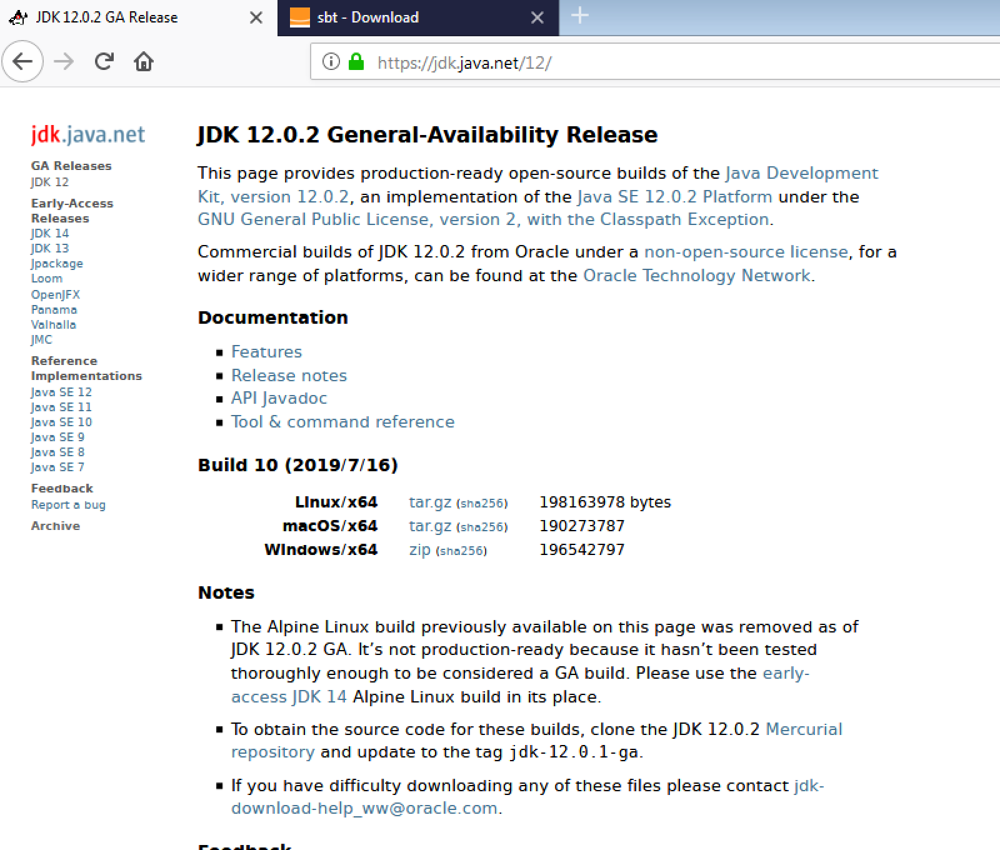 JDK 12.0.2 GA Release
sbt - Download
https://jdk.java.net/12/
jdk.java.net
GA Releases
JDK 12
Early-Access
Releases
JDK 14
JDK 13
Jpackage
Loom
OpenJFX
Panama
Valhalla
JMC
Reference
Implementations
Java SE 12
Java SE 11
Java SE 10
Java SE 9
Java SE 8
Java SE 7
Feedback
Report a bug
Archive
JDK 12.0.2 General-Availability Release
This page provides production-ready open-source builds of the Java Development
Kit, version 12.0.2, an implementation of the Java SE 12.0.2 Platform under the
GNU General Public License, version 2, with the Classpath Exception.
Commercial builds of JDK 12.0.2 from Oracle under a non-open-source license, for a
wider range of platforms, can be found at the Oracle Technology Network.
Documentation
Features
Release notes
API Javadoc
Tool & command reference
Build 10 (2019/7/16)
Linux/x64 tar.gz (sha256) 198163978 bytes
macOS/x64 tar.gz (sha256) 190273787
Windows/x64 zip (sha256) 196542797
Notes
The Alpine Linux build previously available on this page was removed as of
JDK 12.0.2 GA. It’s not production-ready because it hasn’t been tested
thoroughly enough to be considered a GA build. Please use the early-
access JDK 14 Alpine Linux build in its place.
To obtain the source code for these builds, clone the JDK 12.0.2 Mercurial
repository and update to the tag jdk-12.0.1-ga.
If you have difficulty downloading any of these files please contact jdk-
download-help_ww@oracle.com.
Feedback